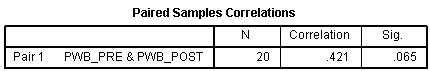 Paired Samples Correlations
N Correlation Sig.
Pair 1 PWB_PRE & PWB_POST 20 .421 .065